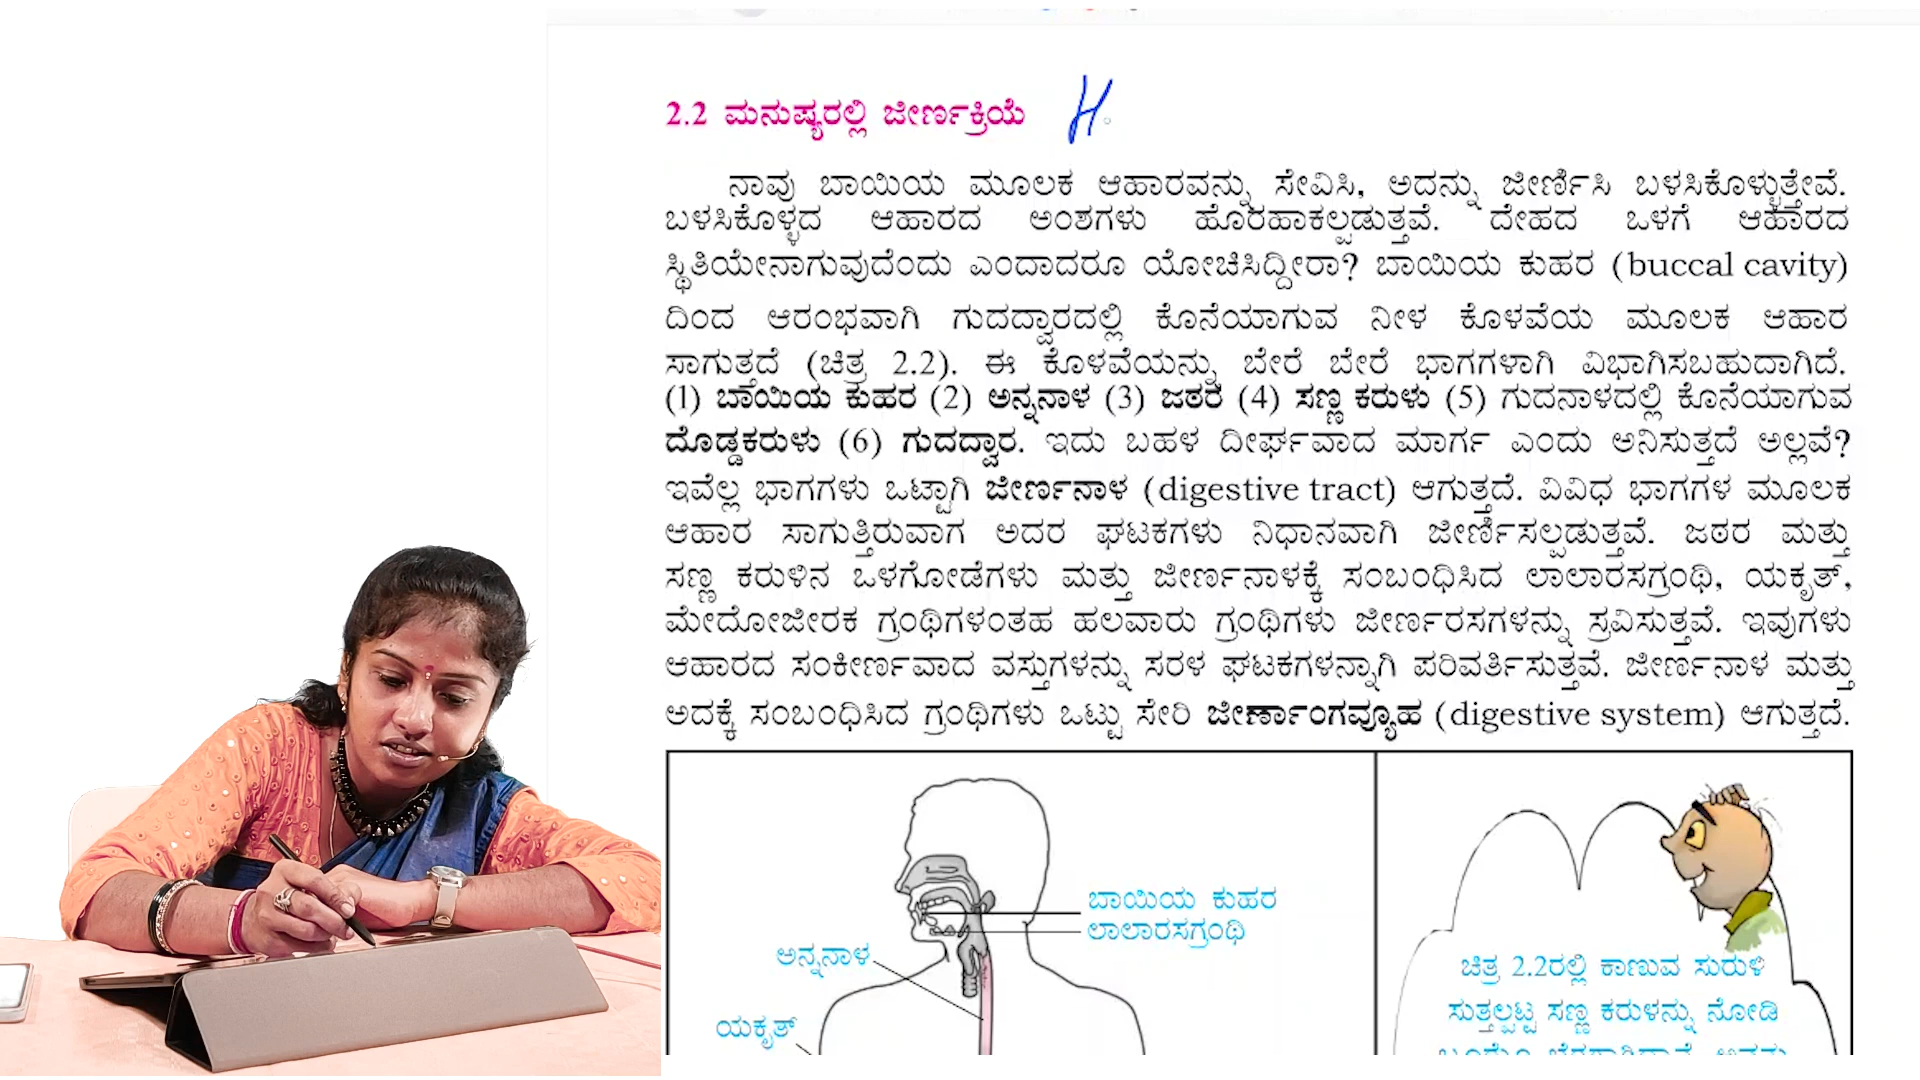 2.2 ಮನುಷ್ಯರಲ್ಲಿ ಜೀರ್ಣಕ್ರಿಯೆ H
ನಾವು ಬಾಯಿಯ ಮೂಲಕ ಆಹಾರವನ್ನು ಸೇವಿಸಿ, ಅದನ್ನು ಜೀರ್ಣಿಸಿ ಬಳಸಿಕೊಳ್ಳುತ್ತೇವೆ.
ಬಳಸಿಕೊಳ್ಳದ ಆಹಾರದ ಅಂಶಗಳು ಹೊರಹಾಕಲ್ಪಡುತ್ತವೆ. ದೇಹದ ಒಳಗೆ ಆಹಾರದ
ಸ್ಥಿತಿಯೇನಾಗುವುದೆಂದು ಎಂದಾದರೂ ಯೋಚಿಸಿದ್ದೀರಾ? ಬಾಯಿಯ ಕುಹರ (buccal cavity)
ದಿಂದ ಆರಂಭವಾಗಿ ಗುದದ್ವಾರದಲ್ಲಿ ಕೊನೆಯಾಗುವ ನೀಳ ಕೊಳವೆಯ ಮೂಲಕ ಆಹಾರ
ಸಾಗುತ್ತದೆ (ಚಿತ್ರ 2.2). ಈ ಕೊಳವೆಯನ್ನು ಬೇರೆ ಬೇರೆ ಭಾಗಗಳಾಗಿ ವಿಭಾಗಿಸಬಹುದಾಗಿದೆ.
(1) ಬಾಯಿಯ ಕುಹರ (2) ಅನ್ನನಾಳ (3) ಜಠರ (4) ಸಣ್ಣ ಕರುಳು (5) ಗುದನಾಳದಲ್ಲಿ ಕೊನೆಯಾಗುವ
ದೊಡ್ಡಕರುಳು (6) ಗುದದ್ವಾರ. ಇದು ಬಹಳ ದೀರ್ಘವಾದ ಮಾರ್ಗ ಎಂದು ಅನಿಸುತ್ತದೆ ಅಲ್ಲವೆ?
ಇವೆಲ್ಲ ಭಾಗಗಳು ಒಟ್ಟಾಗಿ ಜೀರ್ಣನಾಳ (digestive tract) ಆಗುತ್ತದೆ. ವಿವಿಧ ಭಾಗಗಳ ಮೂಲಕ
ಆಹಾರ ಸಾಗುತ್ತಿರುವಾಗ ಅದರ ಘಟಕಗಳು ನಿಧಾನವಾಗಿ ಜೀರ್ಣಿಸಲ್ಪಡುತ್ತವೆ. ಜಠರ ಮತ್ತು
ಸಣ್ಣ ಕರುಳಿನ ಒಳಗೋಡೆಗಳು ಮತ್ತು ಜೀರ್ಣನಾಳಕ್ಕೆ ಸಂಬಂಧಿಸಿದ ಲಾಲಾರಸಗ್ರಂಥಿ, ಯಕೃತ್,
ಮೇದೋಜೀರಕ ಗ್ರಂಥಿಗಳಂತಹ ಹಲವಾರು ಗ್ರಂಥಿಗಳು ಜೀರ್ಣರಸಗಳನ್ನು ಸ್ರವಿಸುತ್ತವೆ. ಇವುಗಳು
ಆಹಾರದ ಸಂಕೀರ್ಣವಾದ ವಸ್ತುಗಳನ್ನು ಸರಳ ಘಟಕಗಳನ್ನಾಗಿ ಪರಿವರ್ತಿಸುತ್ತವೆ. ಜೀರ್ಣನಾಳ ಮತ್ತು
ಅದಕ್ಕೆ ಸಂಬಂಧಿಸಿದ ಗ್ರಂಥಿಗಳು ಒಟ್ಟು ಸೇರಿ ಜೀರ್ಣಾಂಗವ್ಯೂಹ (digestive system) ಆಗುತ್ತದೆ.
ಬಾಯಿಯ ಕುಹರ
ಲಾಲಾರಸಗ್ರಂಥಿ
ಅನ್ನನಾಳ
ಯಕೃತ್
ಚಿತ್ರ 2.2ರಲ್ಲಿ ಕಾಣುವ ಸುರುಳಿ
ಸುತ್ತಲ್ಪಟ್ಟ ಸಣ್ಣ ಕರುಳನ್ನು ನೋಡಿ